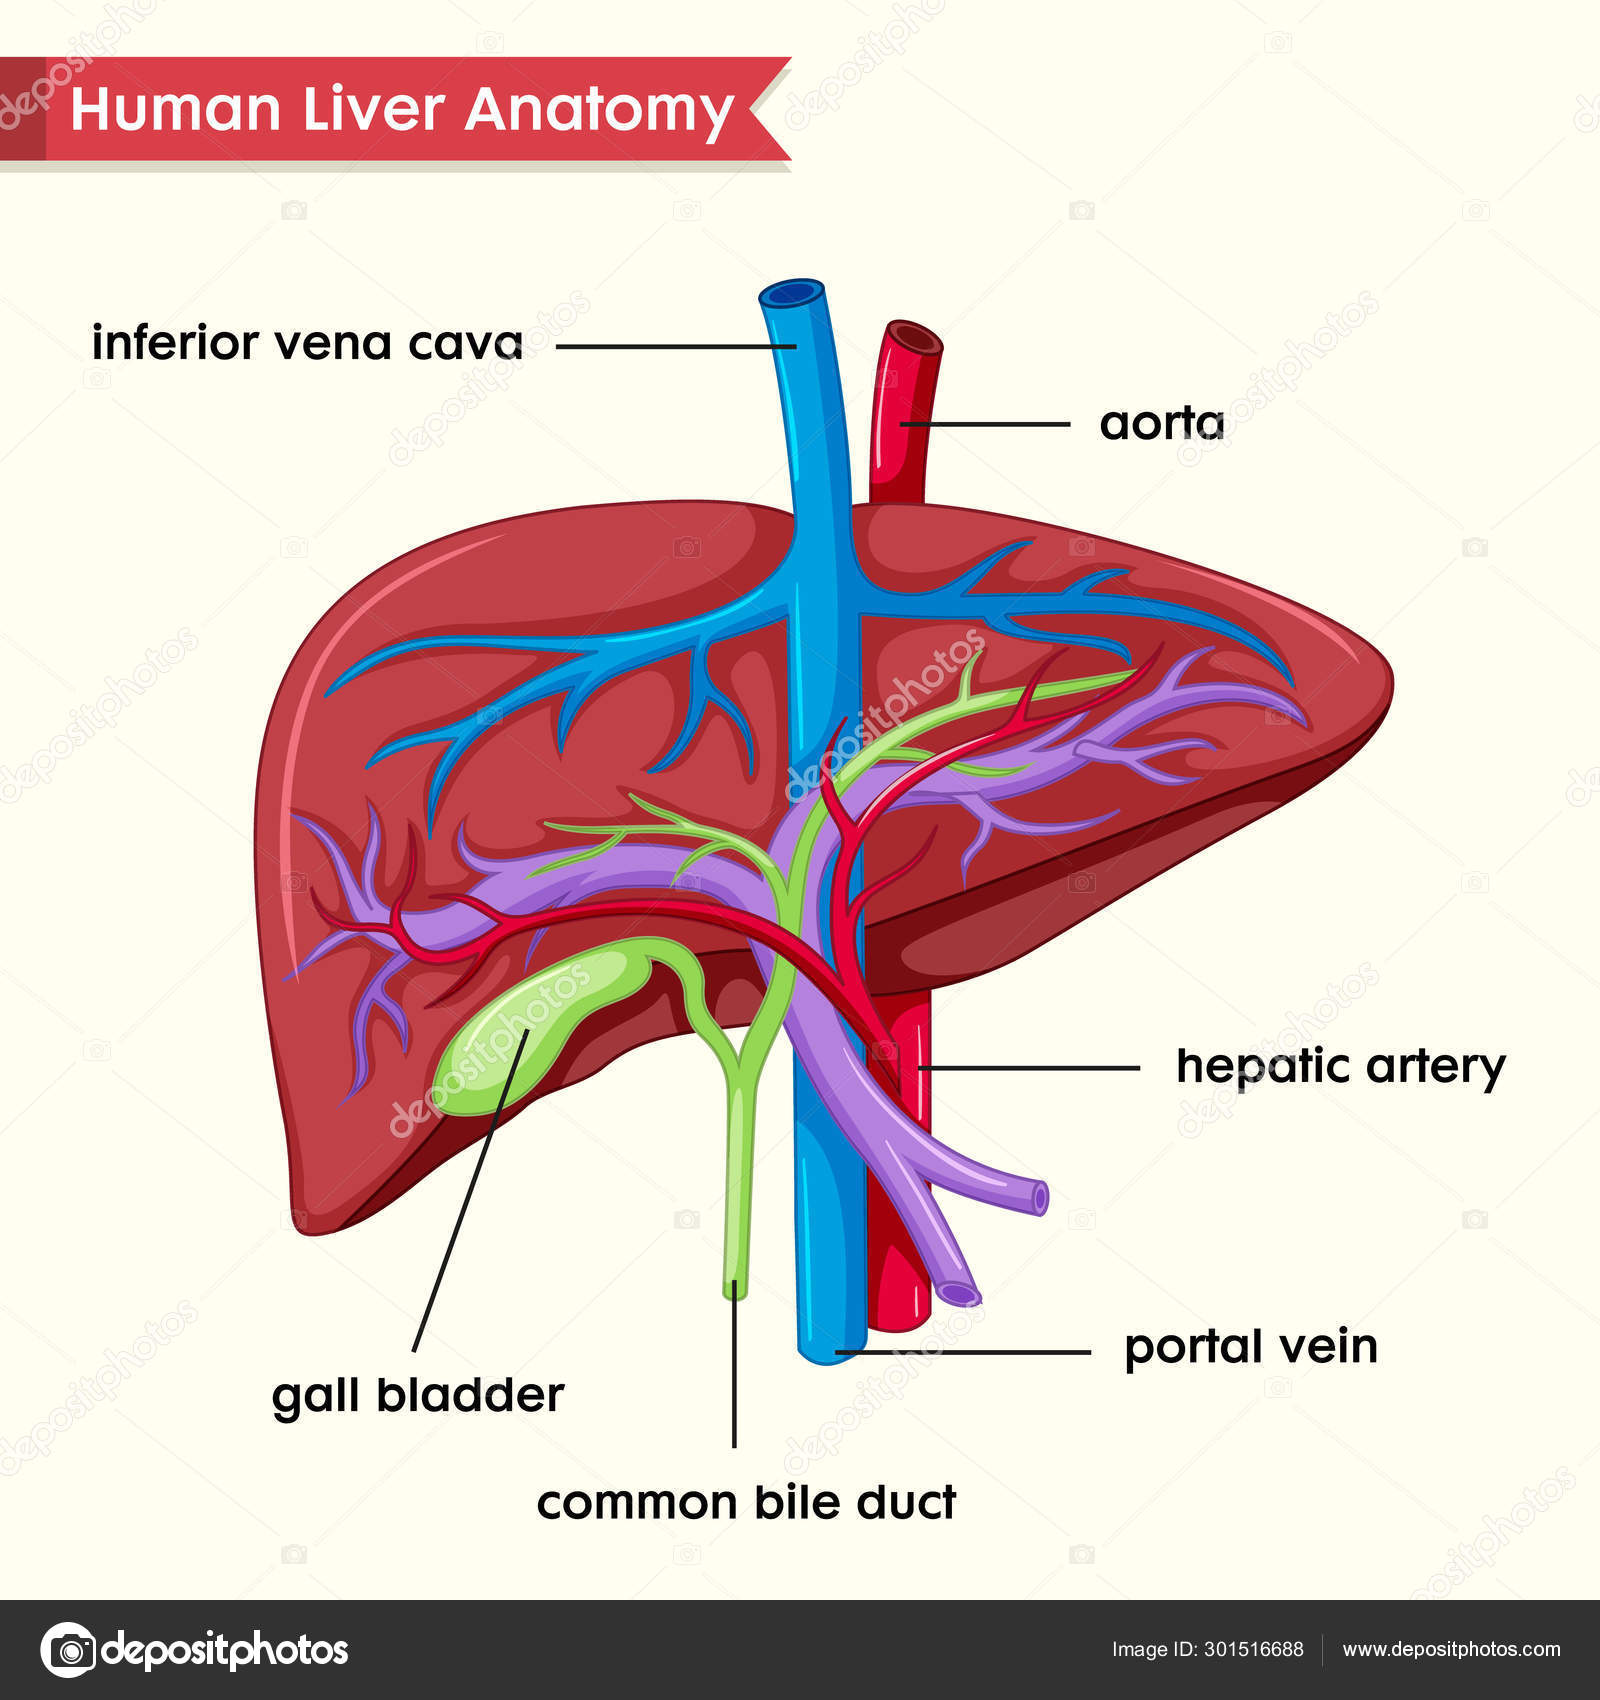 Human Liver Anatomy
inferior vena cava
aorta
hepatic artery
portal vein
gall bladder
common bile duct
depositphotos
Image ID: 301516688
www.depositphotos.com